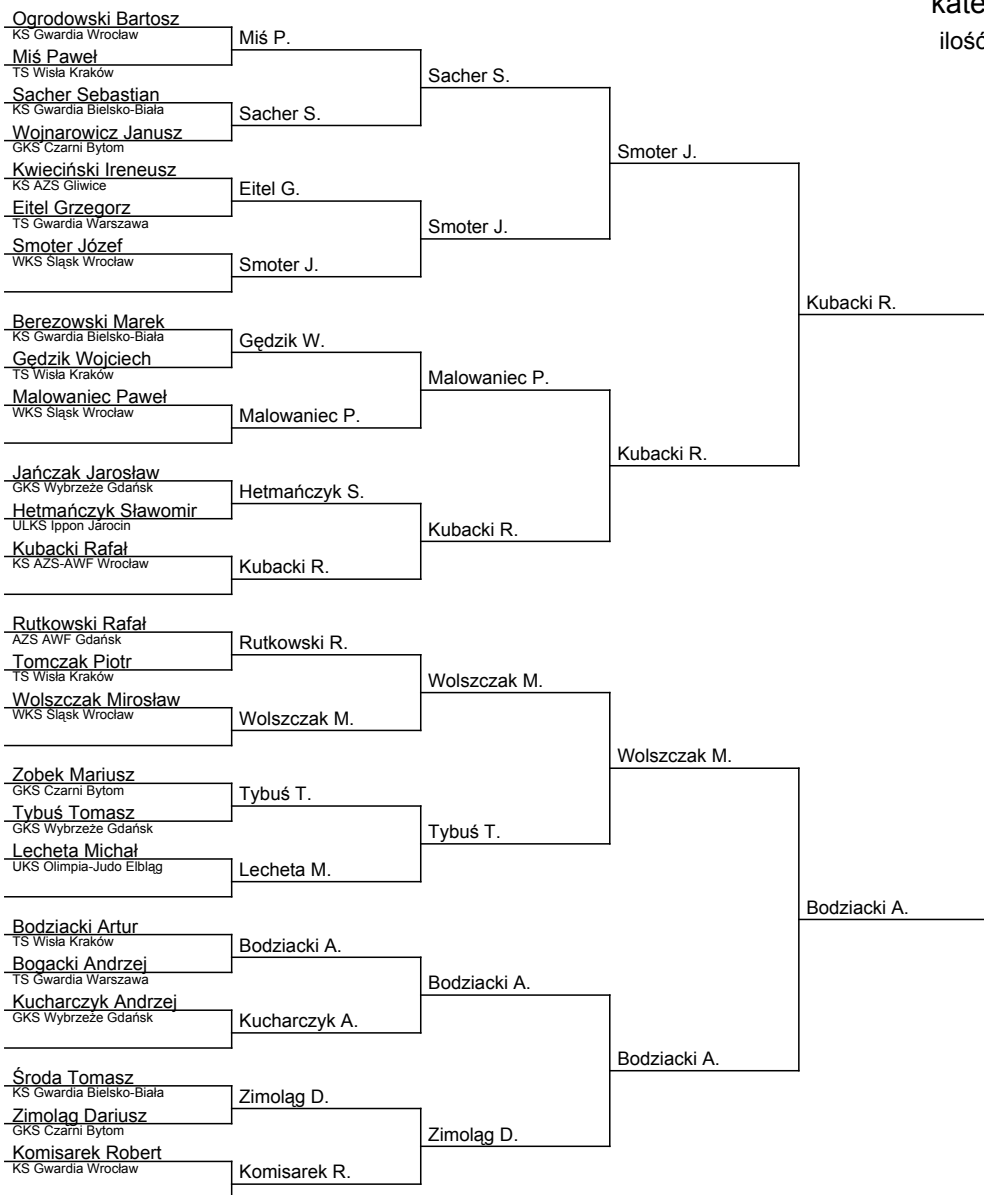 kate
ilość
Ogrodowski Bartosz
KS Gwardia Wrocław
Miś Paweł
TS Wisła Kraków
Sacher Sebastian
KS Gwardia Bielsko-Biała
Wojnarowicz Janusz
GKS Czarni Bytom
Kwieciński Ireneusz
KS AZS Gliwice
Eitel Grzegorz
TS Gwardia Warszawa
Smoter Józef
WKS Śląsk Wrocław
Berezowski Marek
KS Gwardia Bielsko-Biała
Gędzik Wojciech
TS Wisła Kraków
Malowaniec Paweł
WKS Śląsk Wrocław
Jańczak Jarosław
GKS Wybrzeże Gdańsk
Hetmańczyk Sławomir
ULKS Ippon Jarocin
Kubacki Rafał
KS AZS-AWF Wrocław
Rutkowski Rafał
AZS AWF Gdańsk
Tomczak Piotr
TS Wisła Kraków
Wolszczak Mirosław
WKS Śląsk Wrocław
Zobek Mariusz
GKS Czarni Bytom
Tybuś Tomasz
GKS Wybrzeże Gdańsk
Lecheta Michał
UKS Olimpia-Judo Elbląg
Bodziacki Artur
TS Wisła Kraków
Bogacki Andrzej
TS Gwardia Warszawa
Kucharczyk Andrzej
GKS Wybrzeże Gdańsk
Środa Tomasz
KS Gwardia Bielsko-Biała
Zimoląg Dariusz
GKS Czarni Bytom
Komisarek Robert
KS Gwardia Wrocław
Miś P.
Sacher S.
Eitel G.
Smoter J.
Gędzik W.
Malowaniec P.
Hetmańczyk S.
Kubacki R.
Rutkowski R.
Wolszczak M.
Tybuś T.
Lecheta M.
Bodziacki A.
Kucharczyk A.
Zimoląg D.
Komisarek R.
Sacher S.
Smoter J.
Malowaniec P.
Kubacki R.
Wolszczak M.
Tybuś T.
Bodziacki A.
Zimoląg D.
Smoter J.
Kubacki R.
Wolszczak M.
Bodziacki A.
Kubacki R.
Bodziacki A.